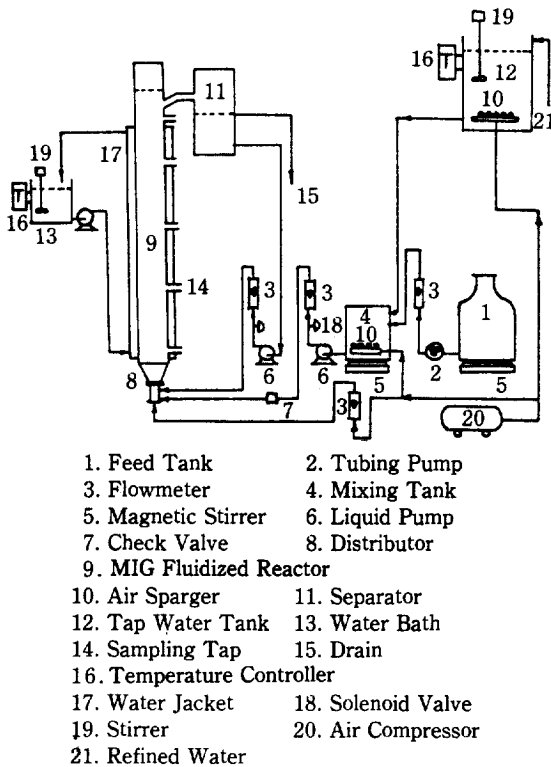 19
16
T
12
10
21
11
17
19
16
T
13
9
14
15
3
3
18
4
10
3
1
6
6
5
2
5
8
7
3
20
1. Feed Tank 2. Tubing Pump
3. Flowmeter 4. Mixing Tank
5. Magnetic Stirrer 6. Liquid Pump
7. Check Valve 8. Distributor
9. MIG Fluidized Reactor
10. Air Sparger 11. Separator
12. Tap Water Tank 13. Water Bath
14. Sampling Tap 15. Drain
16. Temperature Controller
17. Water Jacket 18. Solenoid Valve
19. Stirrer 20. Air Compressor
21. Refined Water